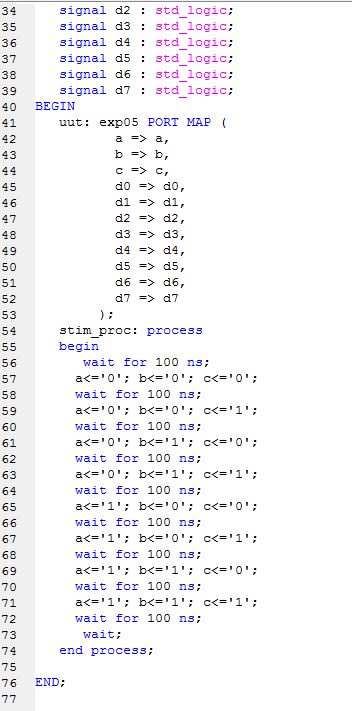 34 signal d2 : std_logic;
35 signal d3 : std_logic;
36 signal d4 : std_logic;
37 signal d5 : std_logic;
38 signal d6 : std_logic;
39 signal d7 : std_logic;
40 BEGIN
41 uut: exp05 PORT MAP (
42 a => a,
43 b => b,
44 c => c,
45 d0 => d0,
46 d1 => d1,
47 d2 => d2,
48 d3 => d3,
49 d4 => d4,
50 d5 => d5,
51 d6 => d6,
52 d7 => d7
53 );
54 stim_proc: process
55 begin
56 wait for 100 ns;
57 a<='0'; b<='0'; c<='0';
58 wait for 100 ns;
59 a<='0'; b<='0'; c<='1';
60 wait for 100 ns;
61 a<='0'; b<='1'; c<='0';
62 wait for 100 ns;
63 a<='0'; b<='1'; c<='1';
64 wait for 100 ns;
65 a<='1'; b<='0'; c<='0';
66 wait for 100 ns;
67 a<='1'; b<='0'; c<='1';
68 wait for 100 ns;
69 a<='1'; b<='1'; c<='0';
70 wait for 100 ns;
71 a<='1'; b<='1'; c<='1';
72 wait for 100 ns;
73 wait;
74 end process;
75
76 END;
77